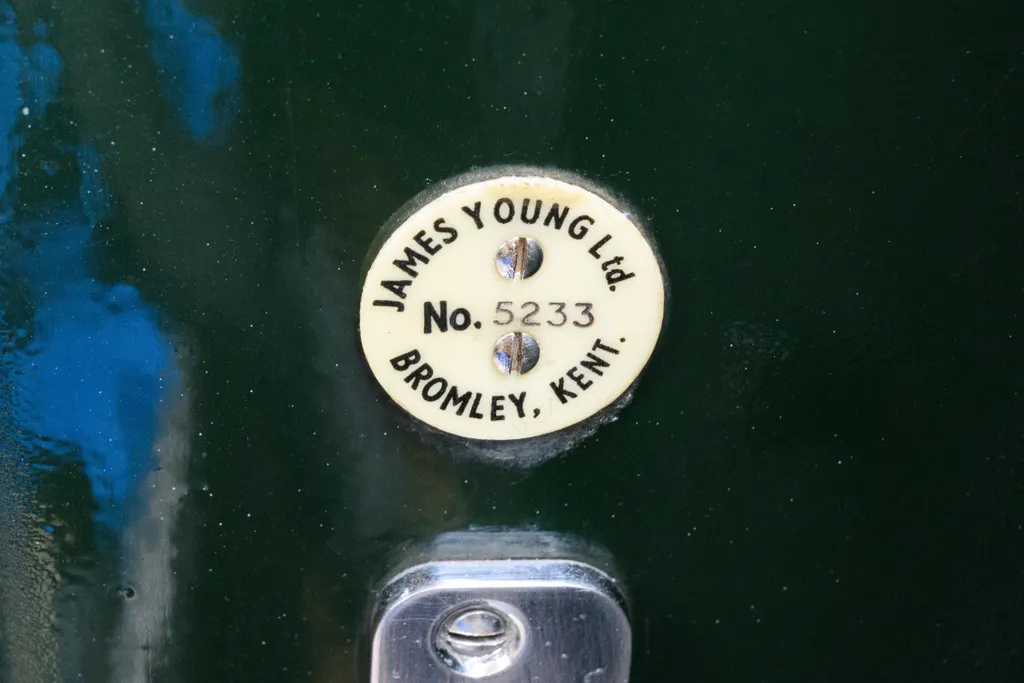 JAMES YOUNG Ltd.
No. 5233
BROMLEY, KENT.